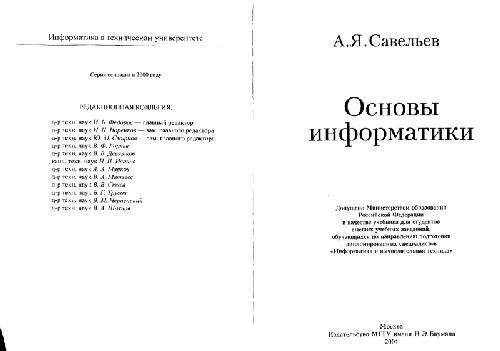 Информатика в техническом университете
Серия основана в 2000 году
РЕДАКЦИОННАЯ КОЛЛЕГИЯ:
д-р техн. наук И. Б. Федоров — главный редактор
д-р техн. наук И. П. Норенков — зам. главного редактора
д-р техн. наук Ю. М. Смирнов — зам. главного редактора
д-р техн. наук В. Ф. Горнев
д-р техн. наук В. В. Девятков
канд. техн. наук И. П. Иванов
д-р техн. наук А. А.
д-р техн. наук В. А. Матвеев
д-р техн. наук В. В.
д-р техн. наук Б. Г. Трусов
д-р техн. наук В. М. Черненький
д-р техн. наук В. А. Шахнов
А.Я.Савельев
Основы
информатики
Допущено Министерством образования
Российской Федерации
в качестве учебника для студентов
высших учебных заведений,
обучающихся по направлению подготовки
дипломированных специалистов
«Информатика и вычислительная техника»
Москва
Издательство МГТУ имени Н.Э.Баумана
2001